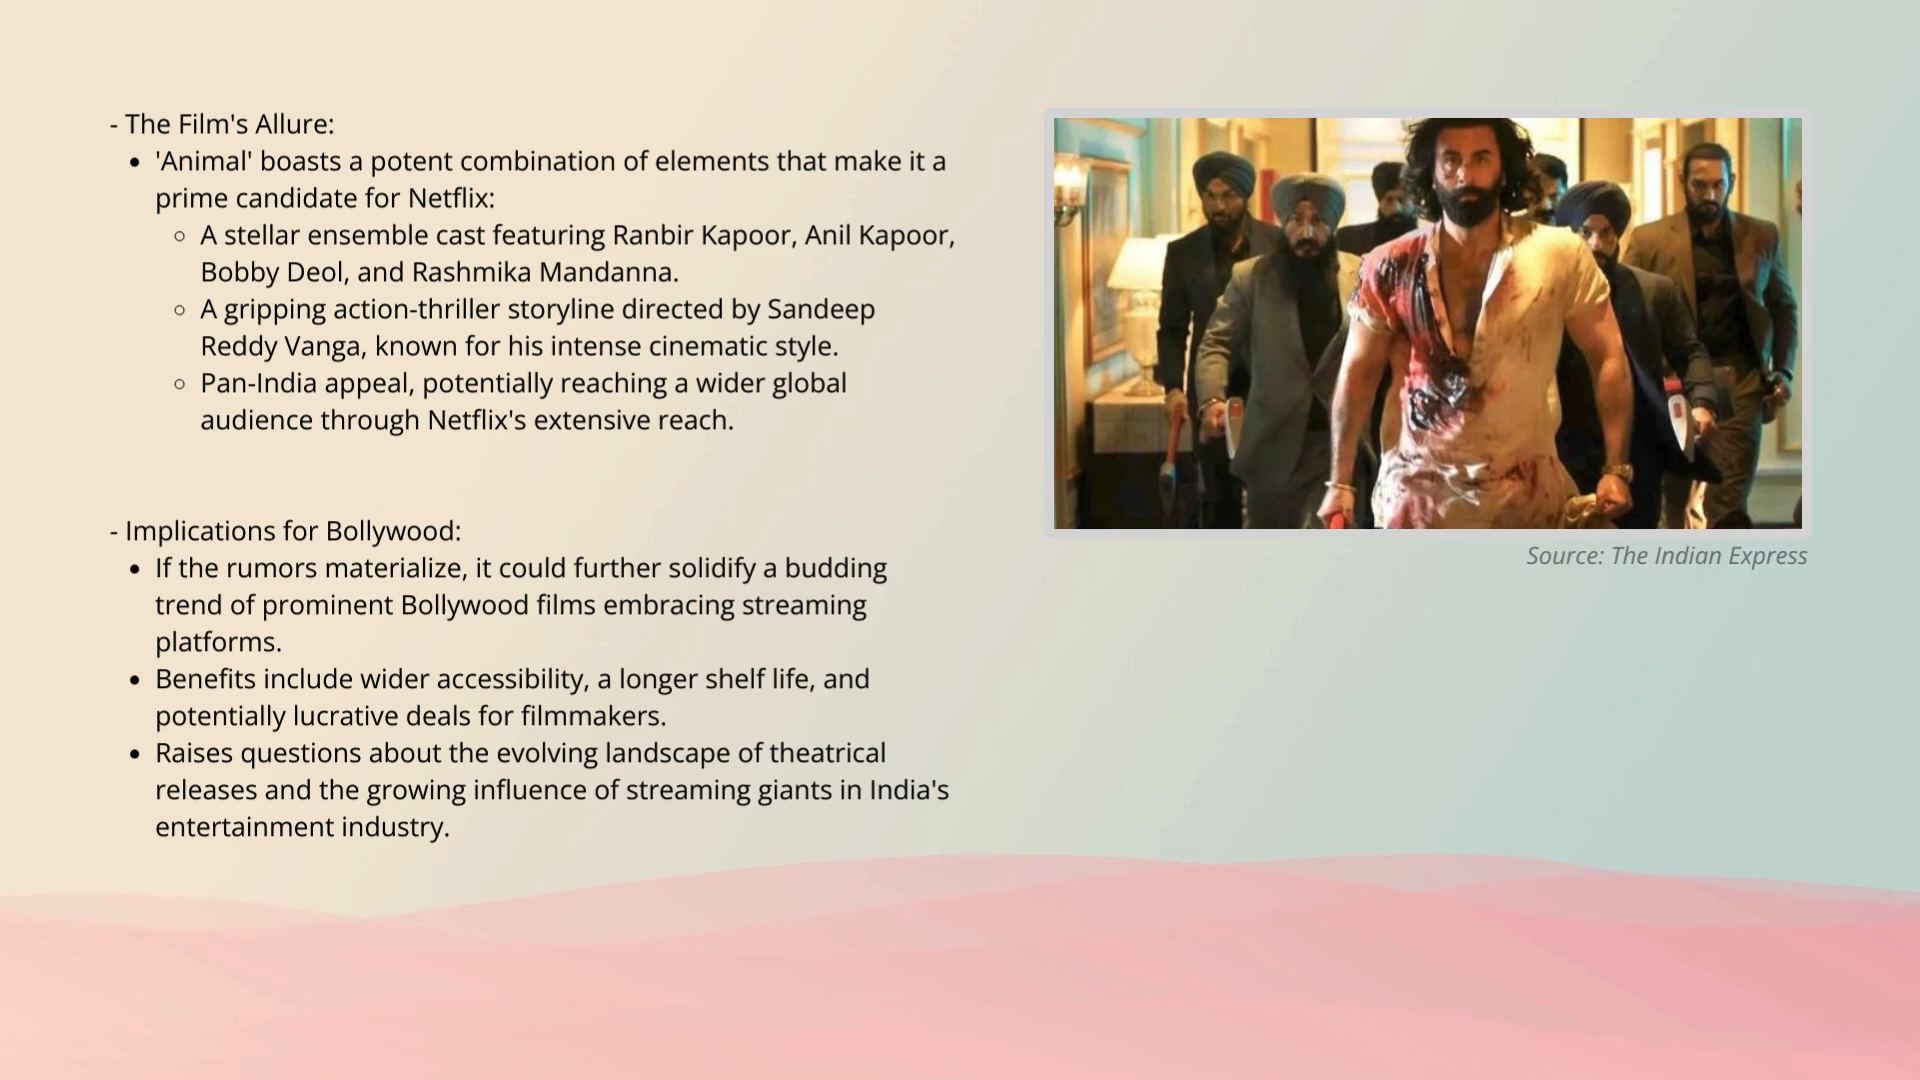 - The Film's Allure:
• 'Animal' boasts a potent combination of elements that make it a
prime candidate for Netflix:
◦ A stellar ensemble cast featuring Ranbir Kapoor, Anil Kapoor,
Bobby Deol, and Rashmika Mandanna.
◦ A gripping action-thriller storyline directed by Sandeep
Reddy Vanga, known for his intense cinematic style.
◦ Pan-India appeal, potentially reaching a wider global
audience through Netflix's extensive reach.
- Implications for Bollywood:
• If the rumors materialize, it could further solidify a budding
trend of prominent Bollywood films embracing streaming
platforms.
• Benefits include wider accessibility, a longer shelf life, and
potentially lucrative deals for filmmakers.
• Raises questions about the evolving landscape of theatrical
releases and the growing influence of streaming giants in India's
entertainment industry.
Source: The Indian Express